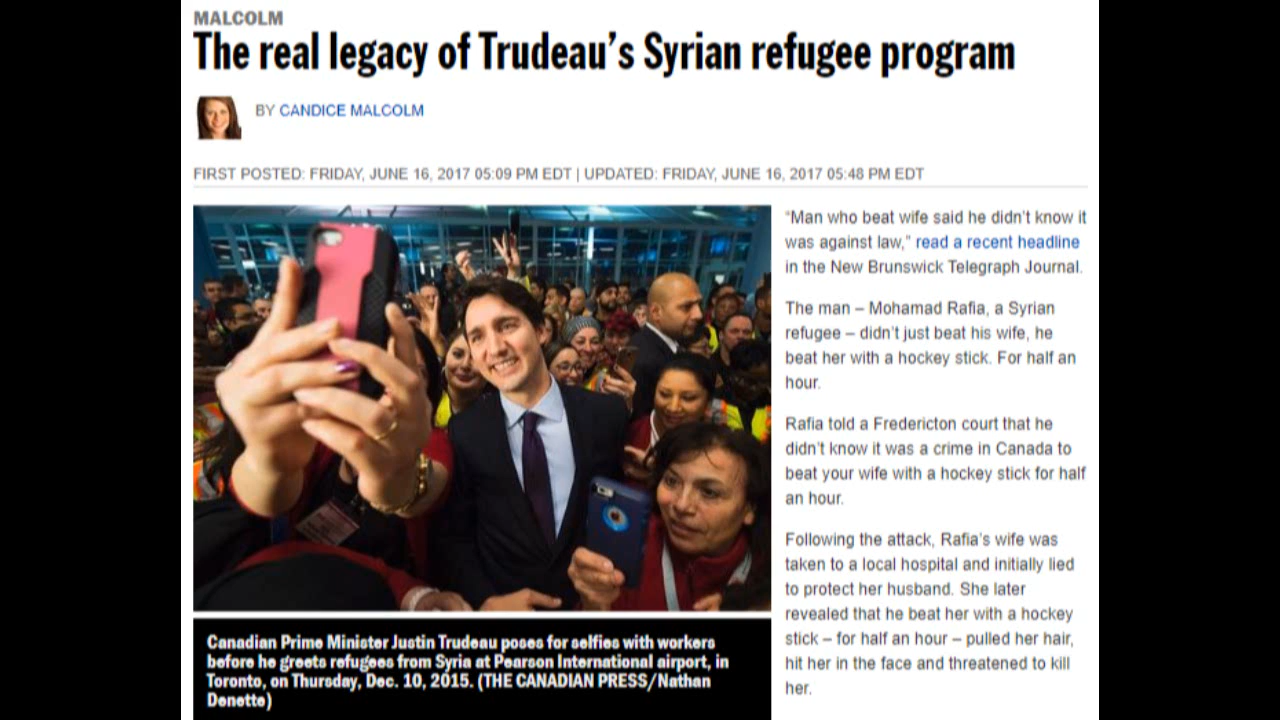 MALCOLM
The real legacy of Trudeau's Syrian refugee program
BY CANDICE MALCOLM
FIRST POSTED: FRIDAY, JUNE 16, 2017 05:09 PM EDT | UPDATED: FRIDAY, JUNE 16, 2017 05:48 PM EDT
"Man who beat wife said he didn't know it
was against law," read a recent headline
in the New Brunswick Telegraph Journal.
The man – Mohamad Rafia, a Syrian
refugee – didn't just beat his wife, he
beat her with a hockey stick. For half an
hour.
Rafia told a Fredericton court that he
didn't know it was a crime in Canada to
beat your wife with a hockey stick for half
an hour.
Following the attack, Rafia's wife was
taken to a local hospital and initially lied
to protect her husband. She later
revealed that he beat her with a hockey
stick – for half an hour – pulled her hair,
hit her in the face and threatened to kill
her.
Canadian Prime Minister Justin Trudeau poses for selfies with workers
before he greets refugees from Syria at Pearson International airport, in
Toronto, on Thursday, Dec. 10, 2015. (THE CANADIAN PRESS/Nathan
Denette)